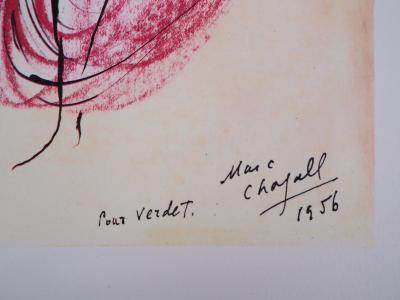 Pour Verdet.
Marc
Chagall
1956